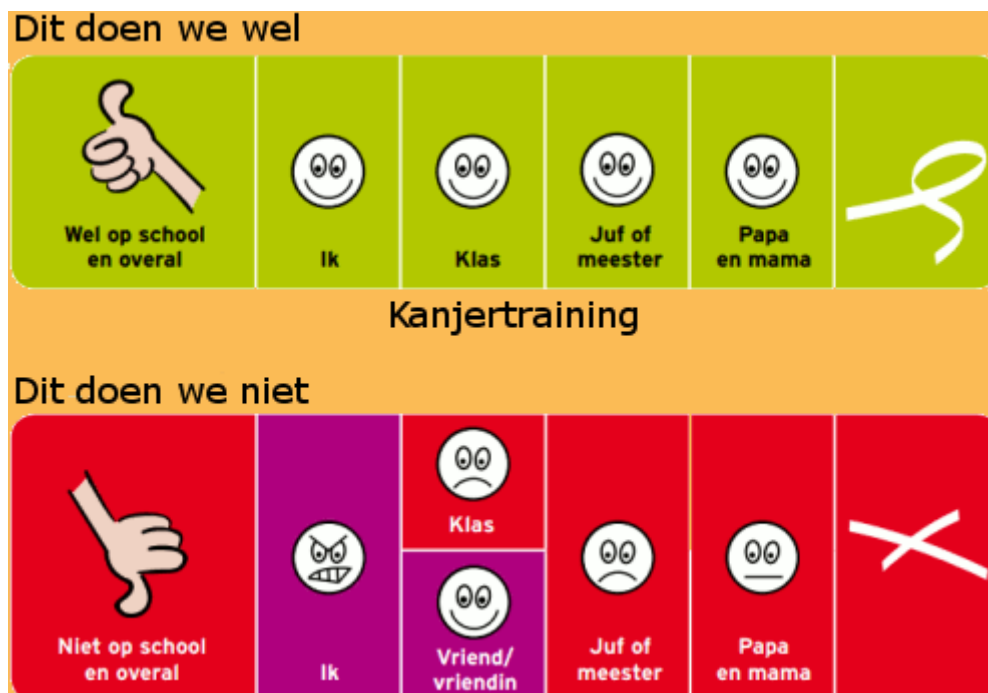 Dit doen we wel
Wel op school
en overal
Ik
Klas
Juf of
meester
Papa
en mama
Kanjertraining
Dit doen we niet
Niet op school
en overal
Ik
Klas
Vriend/
vriendin
Juf of
meester
Papa
en mama